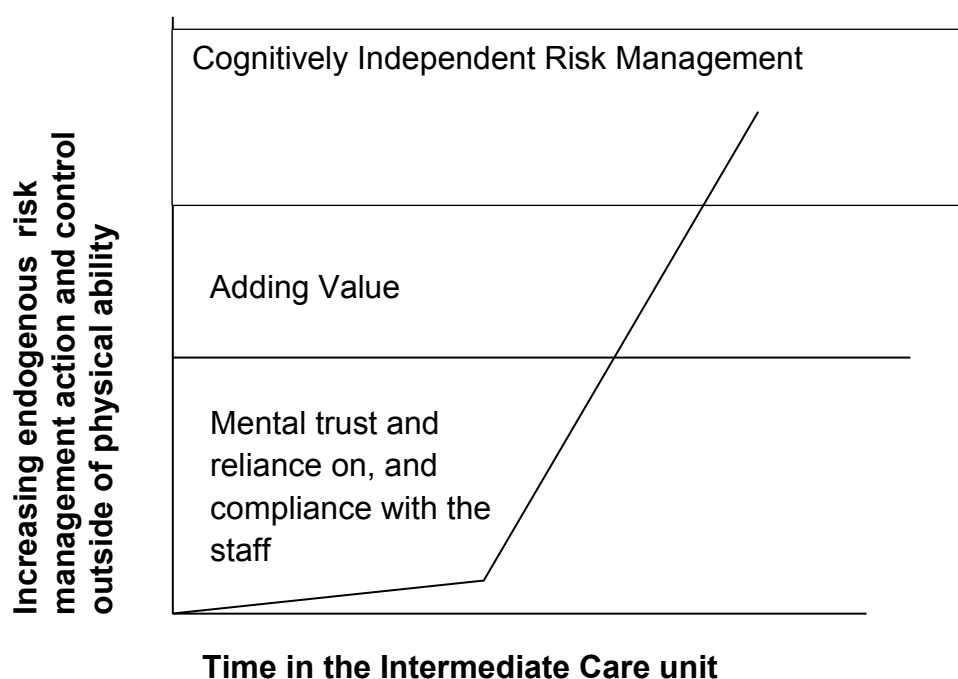 Cognitively Independent Risk Management
Adding Value
Mental trust and
reliance on, and
compliance with the
staff
Increasing endogenous risk
management action and control
outside of physical ability
Time in the Intermediate Care unit